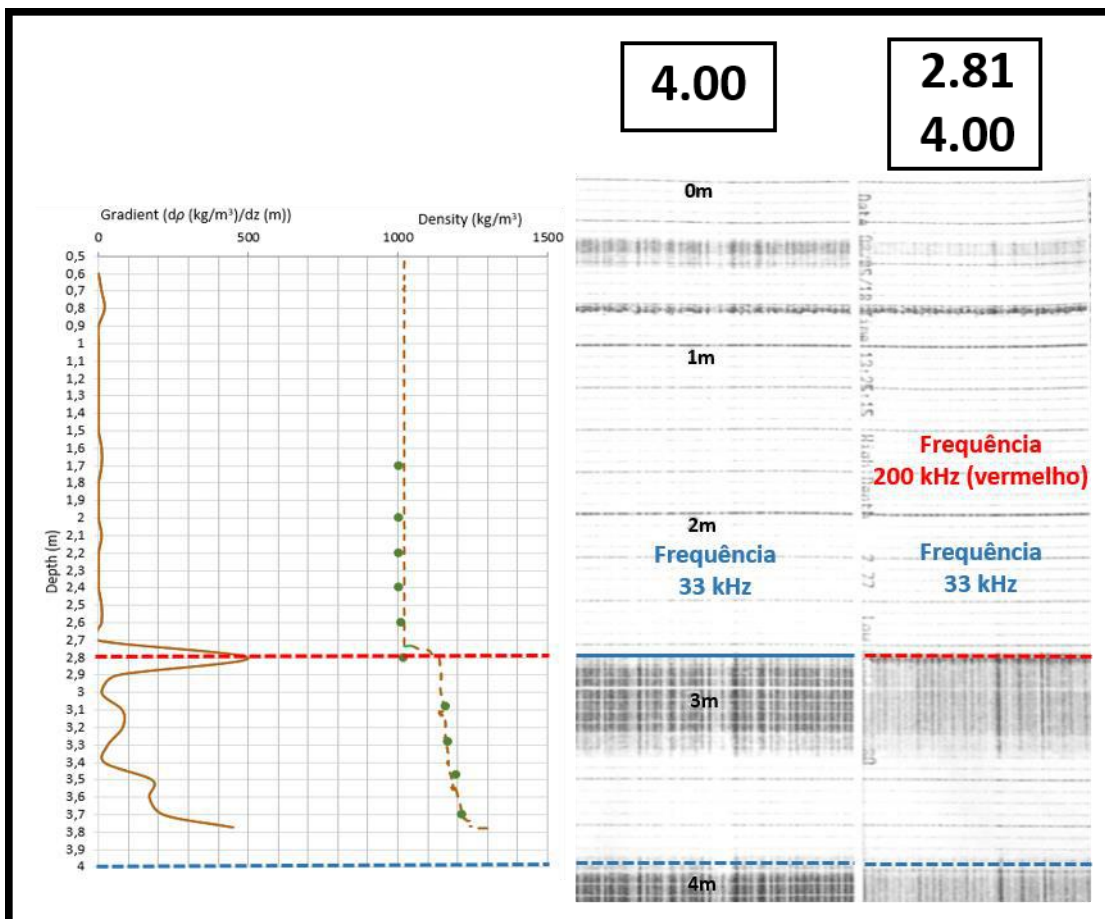 4.00
2.81
4.00
Gradient (dρ (kg/m³)/dz (m))
Density (kg/m³)
0
500
1000
1500
Depth (m)
0,5
0,6
0,7
0,8
0,9
1
1,1
1,2
1,3
1,4
1,5
1,6
1,7
1,8
1,9
2
2,1
2,2
2,3
2,4
2,5
2,6
2,7
2,8
2,9
3
3,1
3,2
3,3
3,4
3,5
3,6
3,7
3,8
3,9
4
0m
1m
2m
Frequência
33 kHz
3m
4m
Data
13:25:15
Frequência
200 kHz (vermelho)
Frequência
33 kHz